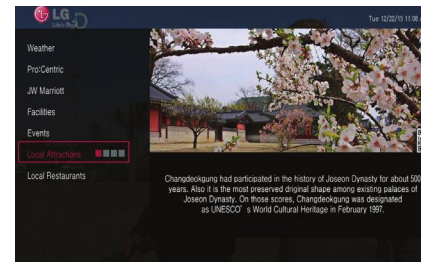 LG
Life's Good
Tue 12/22/15 11:08
Weather
Pro:Centric
JW Marriott
Facilities
Events
Local Attractions
Local Restaurants
Changdeokgung had participated in the history of Joseon Dynasty for about 500
years. Also it is the most preserved driginal shape among existing palaces of
Joseon Dynasty. On those scores, Changdeokgung was designated
as UNESCO's World Cultural Heritage in February 1997.